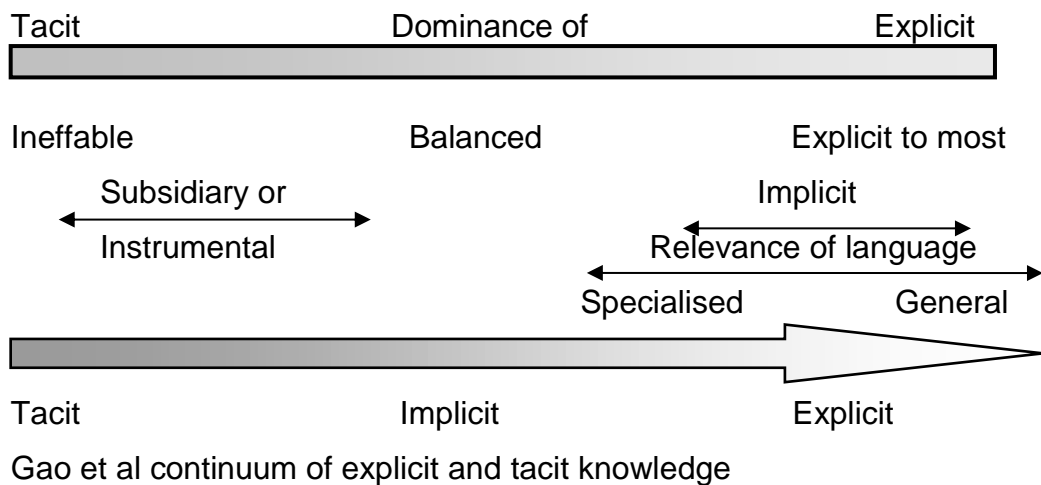 Tacit Dominance of Explicit
Ineffable Balanced Explicit to most
Subsidiary or Implicit
Instrumental Relevance of language
Specialised General
Tacit Implicit Explicit
Gao et al continuum of explicit and tacit knowledge